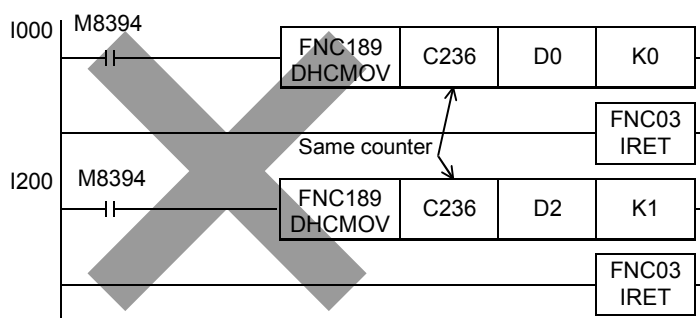 I000
M8394
FNC189
DHCMOV
C236
D0
K0
FNC03
IRET
Same counter
I200
M8394
FNC189
DHCMOV
C236
D2
K1
FNC03
IRET